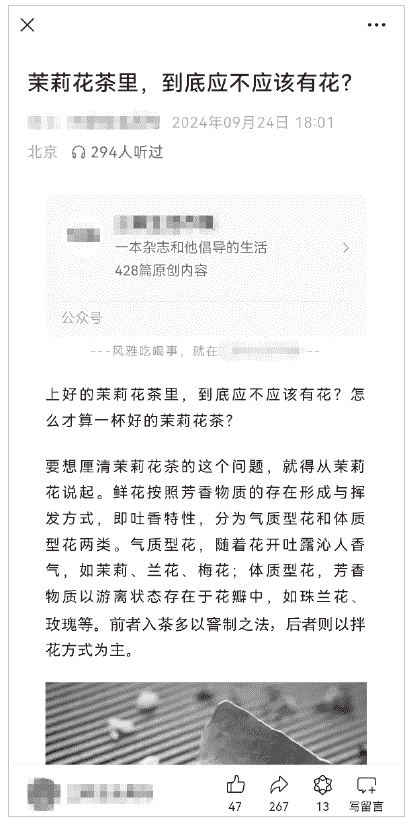 茉莉花茶里，到底应不应该有花？
2024年09月24日 18:01
北京 294人听过
一本杂志和他倡导的生活
428篇原创内容
公众号
---风雅吃喝事，就在
---
上好的茉莉花茶里，到底应不应该有花？怎
么才算一杯好的茉莉花茶？
要想厘清茉莉花茶的这个问题，就得从茉莉
花说起。鲜花按照芳香物质的存在形成与挥
发方式，即吐香特性，分为气质型花和体质
型花两类。气质型花，随着花开吐露沁人香
气，如茉莉、兰花、梅花；体质型花，芳香
物质以游离状态存在于花瓣中，如珠兰花、
玫瑰等。前者入茶多以窨制之法，后者则以拌
花方式为主。
47 267 13 写留言